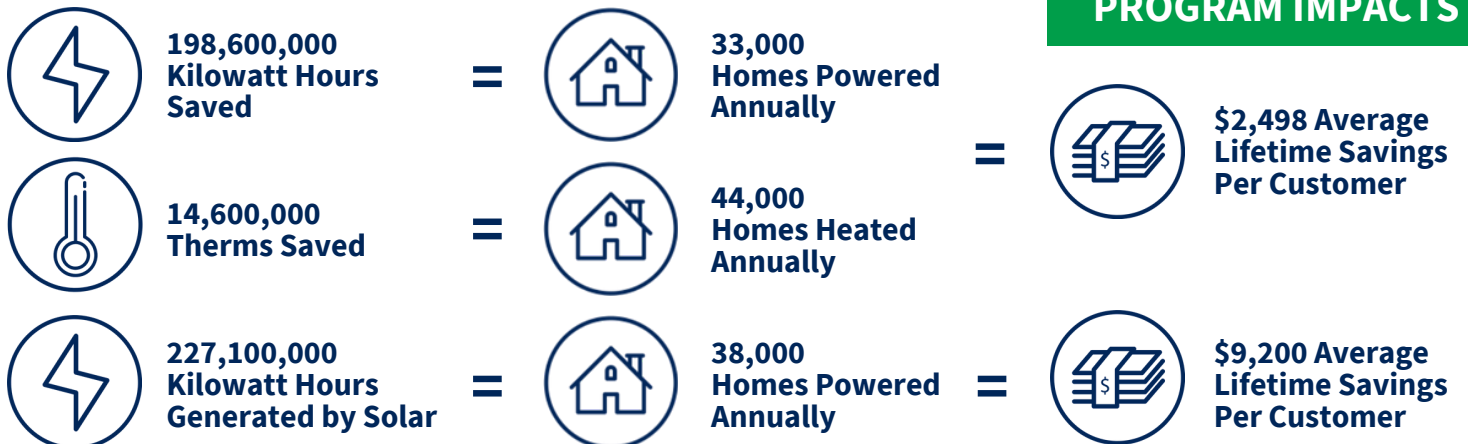 PROGRAM IMPACTS
198,600,000
Kilowatt Hours
Saved
=
33,000
Homes Powered
Annually
14,600,000
Therms Saved
=
44,000
Homes Heated
Annually
=
$
$2,498 Average
Lifetime Savings
Per Customer
227,100,000
Kilowatt Hours
Generated by Solar
=
38,000
Homes Powered
Annually
=
$
$9,200 Average
Lifetime Savings
Per Customer